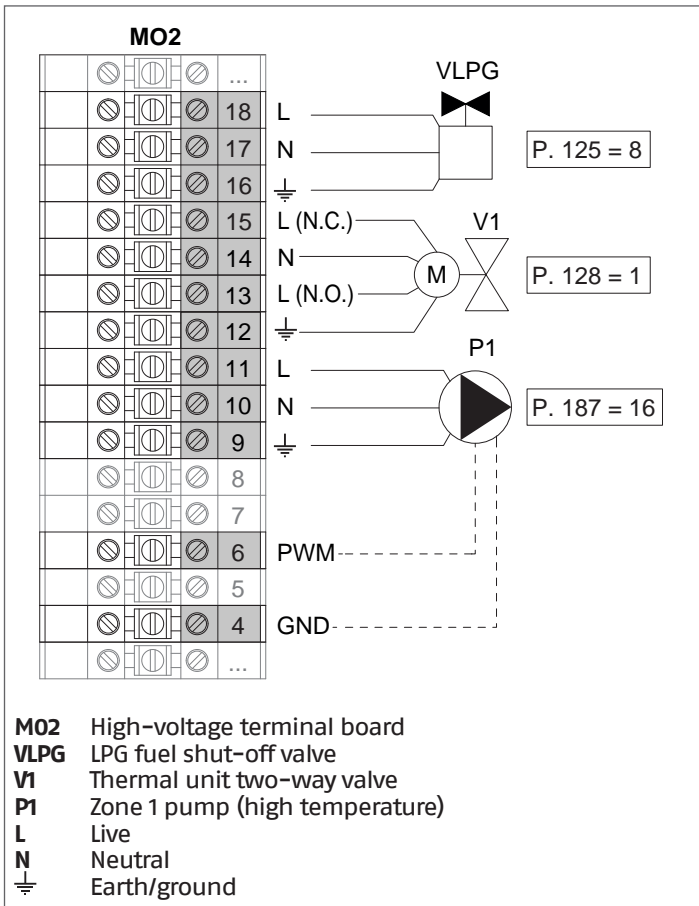 MO2
...
VLPG
18 L
17 N P. 125 = 8
16
15 L (N.C.) V1
14 N M P. 128 = 1
13 L (N.O.)
12
P1
11 L
10 N P. 187 = 16
9
8
7
6 PWM
5
4 GND
...
M02 High-voltage terminal board
VLPG LPG fuel shut-off valve
V1 Thermal unit two-way valve
P1 Zone 1 pump (high temperature)
L Live
N Neutral
⏚ Earth/ground